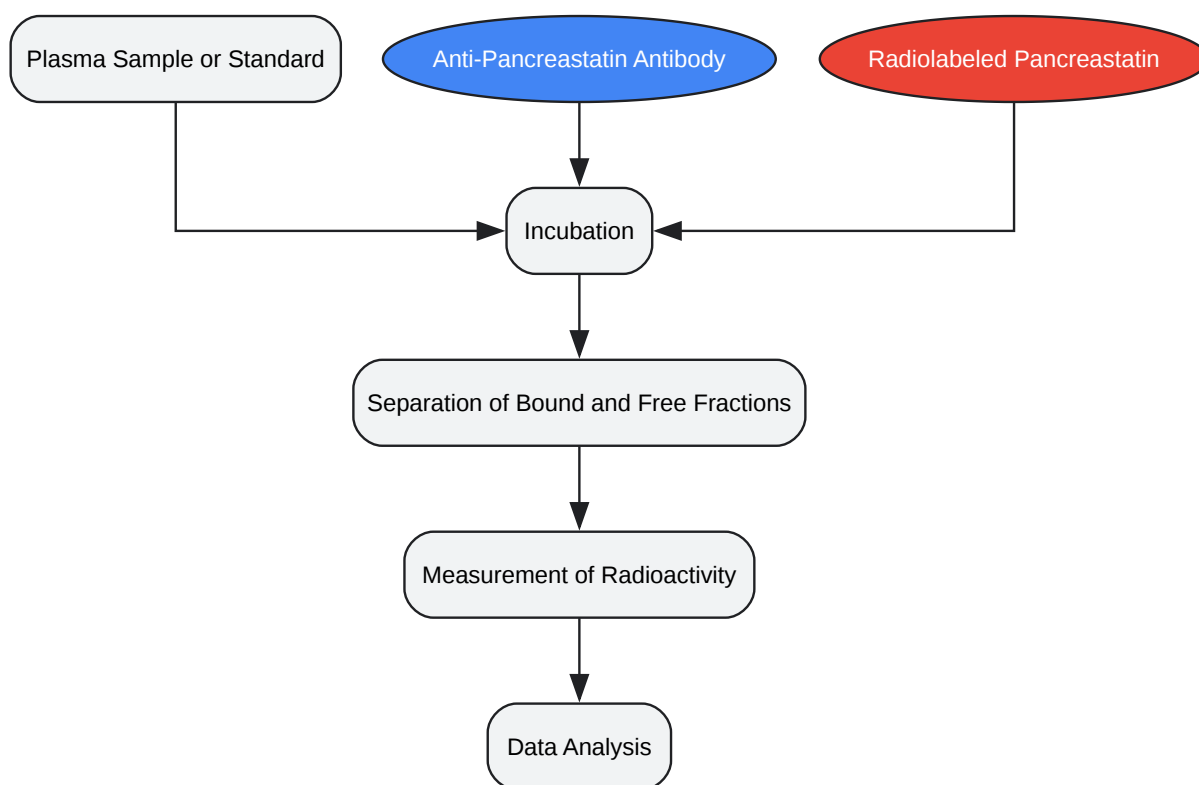 Plasma Sample or Standard
Anti-Pancreastatin Antibody
Radiolabeled Pancreastatin
Incubation
Separation of Bound and Free Fractions
Measurement of Radioactivity
Data Analysis